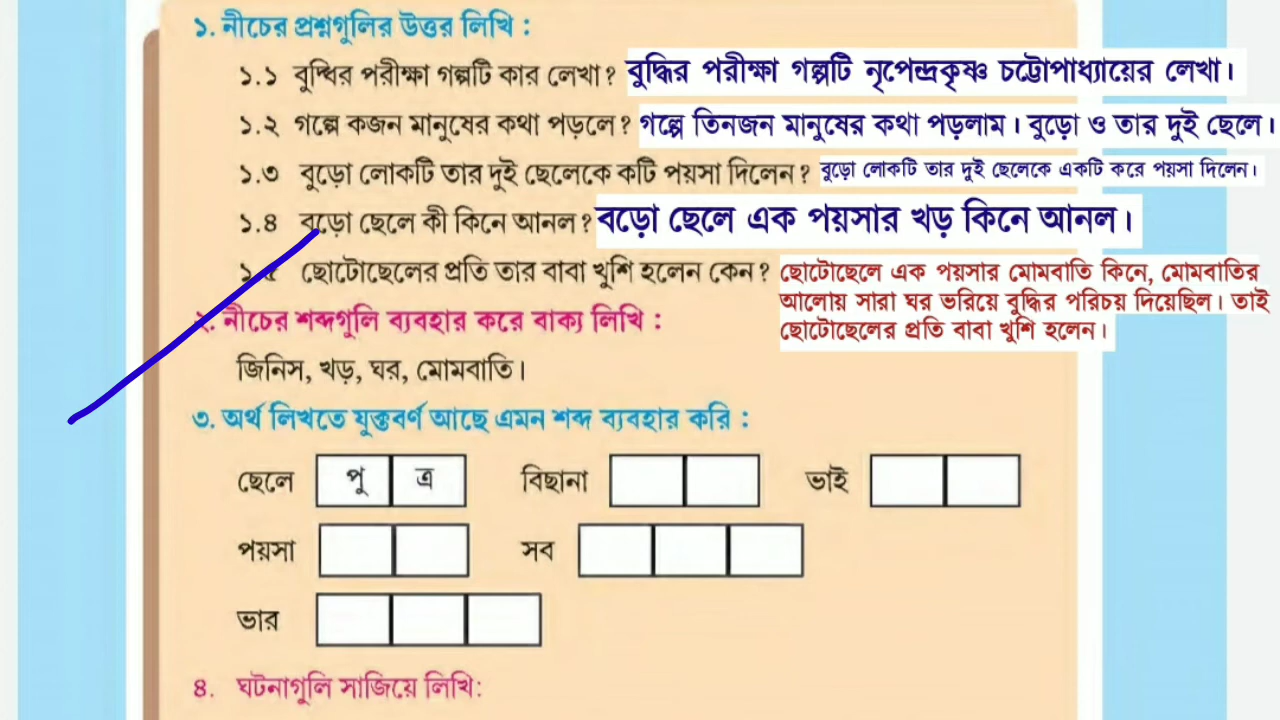 ১. নীচের প্রশ্নগুলির উত্তর লিখি :
১.১ বুদ্ধির পরীক্ষা গল্পটি কার লেখা? বুদ্ধির পরীক্ষা গল্পটি নৃপেন্দ্রকৃষ্ণ চট্টোপাধ্যায়ের লেখা।
১.২ গল্পে কজন মানুষের কথা পড়লে? গল্পে তিনজন মানুষের কথা পড়লাম। বুড়ো ও তার দুই ছেলে।
১.৩ বুড়ো লোকটি তার দুই ছেলেকে কটি পয়সা দিলেন? বুড়ো লোকটি তার দুই ছেলেকে একটি করে পয়সা দিলেন।
১.৪ বড়ো ছেলে কী কিনে আনল? বড়ো ছেলে এক পয়সার খড় কিনে আনল।
১.৫ ছোটোছেলের প্রতি তার বাবা খুশি হলেন কেন? ছোটোছেলে এক পয়সার মোমবাতি কিনে, মোমবাতির
আলোয় সারা ঘর ভরিয়ে বুদ্ধির পরিচয় দিয়েছিল। তাই
ছোটোছেলের প্রতি বাবা খুশি হলেন।
২. নীচের শব্দগুলি ব্যবহার করে বাক্য লিখি :
জিনিস, খড়, ঘর, মোমবাতি।
৩. অর্থ লিখতে যুক্তবর্ণ আছে এমন শব্দ ব্যবহার করি :
ছেলে পু ত্র বিছানা ভাই
পয়সা সব
ভার
৪. ঘটনাগুলি সাজিয়ে লিখি: